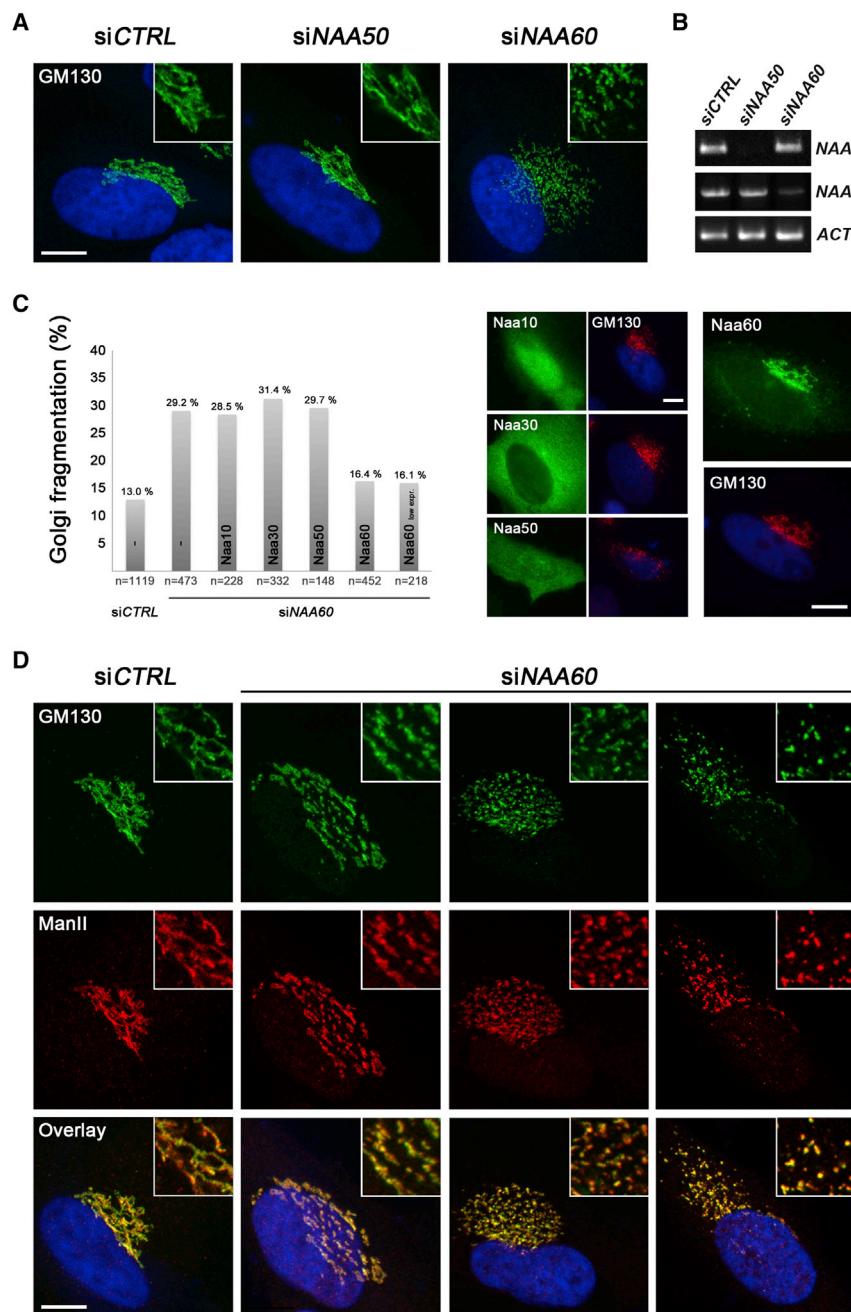 A
siCTRL
siNAA50
siNAA60
GM130
B
siCTRL
siNAA50
siNAA60
NAA
NAA
ACT
C
Golgi fragmentation (%)
40
35
30
25
20
15
10
5
13.0 %
29.2 %
28.5 %
31.4 %
29.7 %
16.4 %
16.1 %
–
–
Naa10
Naa30
Naa50
Naa60
Naa60 low expr.
n=1119
n=473
n=228
n=332
n=148
n=452
n=218
siCTRL
siNAA60
Naa10
GM130
Naa30
Naa50
Naa60
GM130
D
siCTRL
siNAA60
GM130
ManII
Overlay